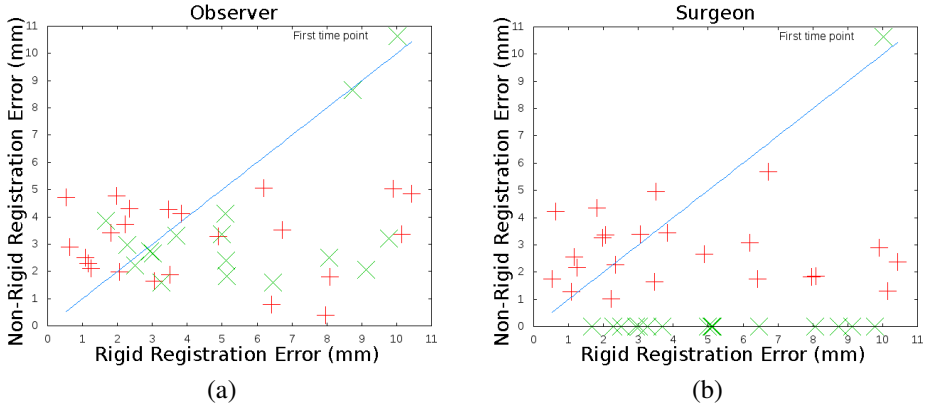 Observer
Non-Rigid Registration Error (mm)
11
10
9
8
7
6
5
4
3
2
1
0
First time point
0 1 2 3 4 5 6 7 8 9 10 11
Rigid Registration Error (mm)
(a)
Surgeon
Non-Rigid Registration Error (mm)
11
10
9
8
7
6
5
4
3
2
1
0
First time point
0 1 2 3 4 5 6 7 8 9 10 11
Rigid Registration Error (mm)
(b)